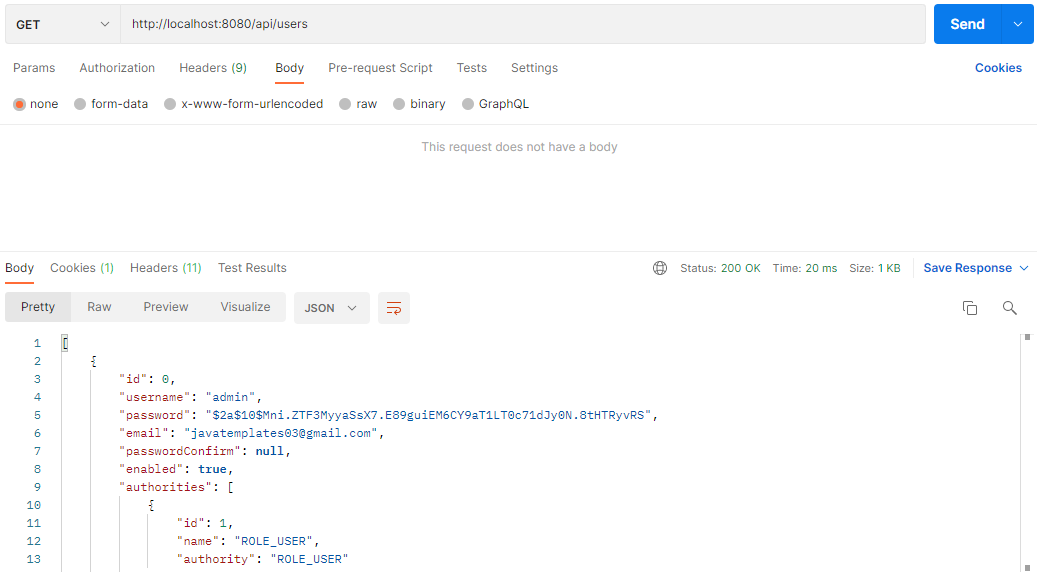 GET http://localhost:8080/api/users Send
Params Authorization Headers (9) Body Pre-request Script Tests Settings Cookies
none form-data x-www-form-urlencoded raw binary GraphQL
This request does not have a body
Body Cookies (1) Headers (11) Test Results Status: 200 OK Time: 20 ms Size: 1 KB Save Response
Pretty Raw Preview Visualize JSON
1 [
2 {
3 "id": 0,
4 "username": "admin",
5 "password": "$2a$10$Mni.ZTF3MyyaSsX7.E89guiEM6CY9aT1LT0c71dJy0N.8tHTRyvRS",
6 "email": "javatemplates03@gmail.com",
7 "passwordConfirm": null,
8 "enabled": true,
9 "authorities": [
10 {
11 "id": 1,
12 "name": "ROLE_USER",
13 "authority": "ROLE_USER"